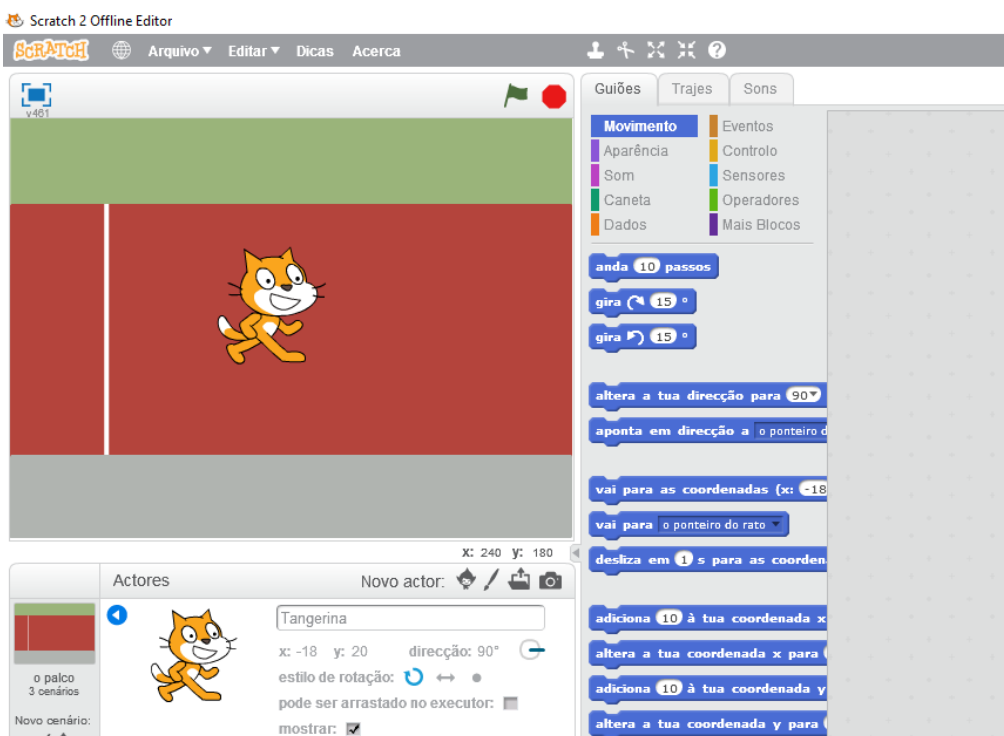 Scratch 2 Offline Editor
SCRATCH Arquivo Editar Dicas Acerca
v461
Guiões Trajes Sons
Movimento Eventos
Aparência Controlo
Som Sensores
Caneta Operadores
Dados Mais Blocos
anda 10 passos
gira 15 °
gira 15 °
altera a tua direcção para 90
aponta em direcção a o ponteiro d
vai para as coordenadas (x: -18
vai para o ponteiro do rato
desliza em 1 s para as coorden
adiciona 10 à tua coordenada x
altera a tua coordenada x para
adiciona 10 à tua coordenada y
altera a tua coordenada y para
x: 240 y: 180
Actores Novo actor:
Tangerina
x: -18 y: 20 direcção: 90°
estilo de rotação:
pode ser arrastado no executor:
mostrar:
o palco
3 cenários
Novo cenário: